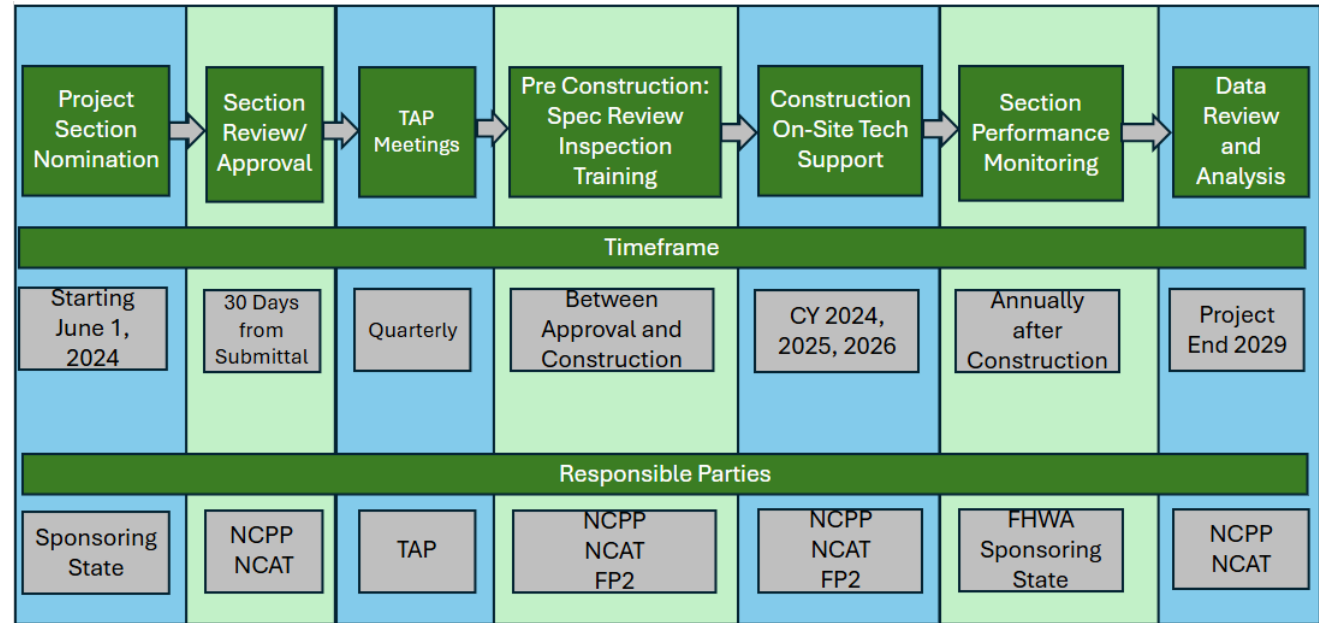 Project
Section
Nomination
Section
Review/
Approval
TAP
Meetings
Pre Construction:
Spec Review
Inspection
Training
Construction
On-Site Tech
Support
Section
Performance
Monitoring
Data
Review
and
Analysis
Timeframe
Starting
June 1,
2024
30 Days
from
Submittal
Quarterly
Between
Approval and
Construction
CY 2024,
2025, 2026
Annually
after
Construction
Project
End 2029
Responsible Parties
Sponsoring
State
NCPP
NCAT
TAP
NCPP
NCAT
FP2
NCPP
NCAT
FP2
FHWA
Sponsoring
State
NCPP
NCAT